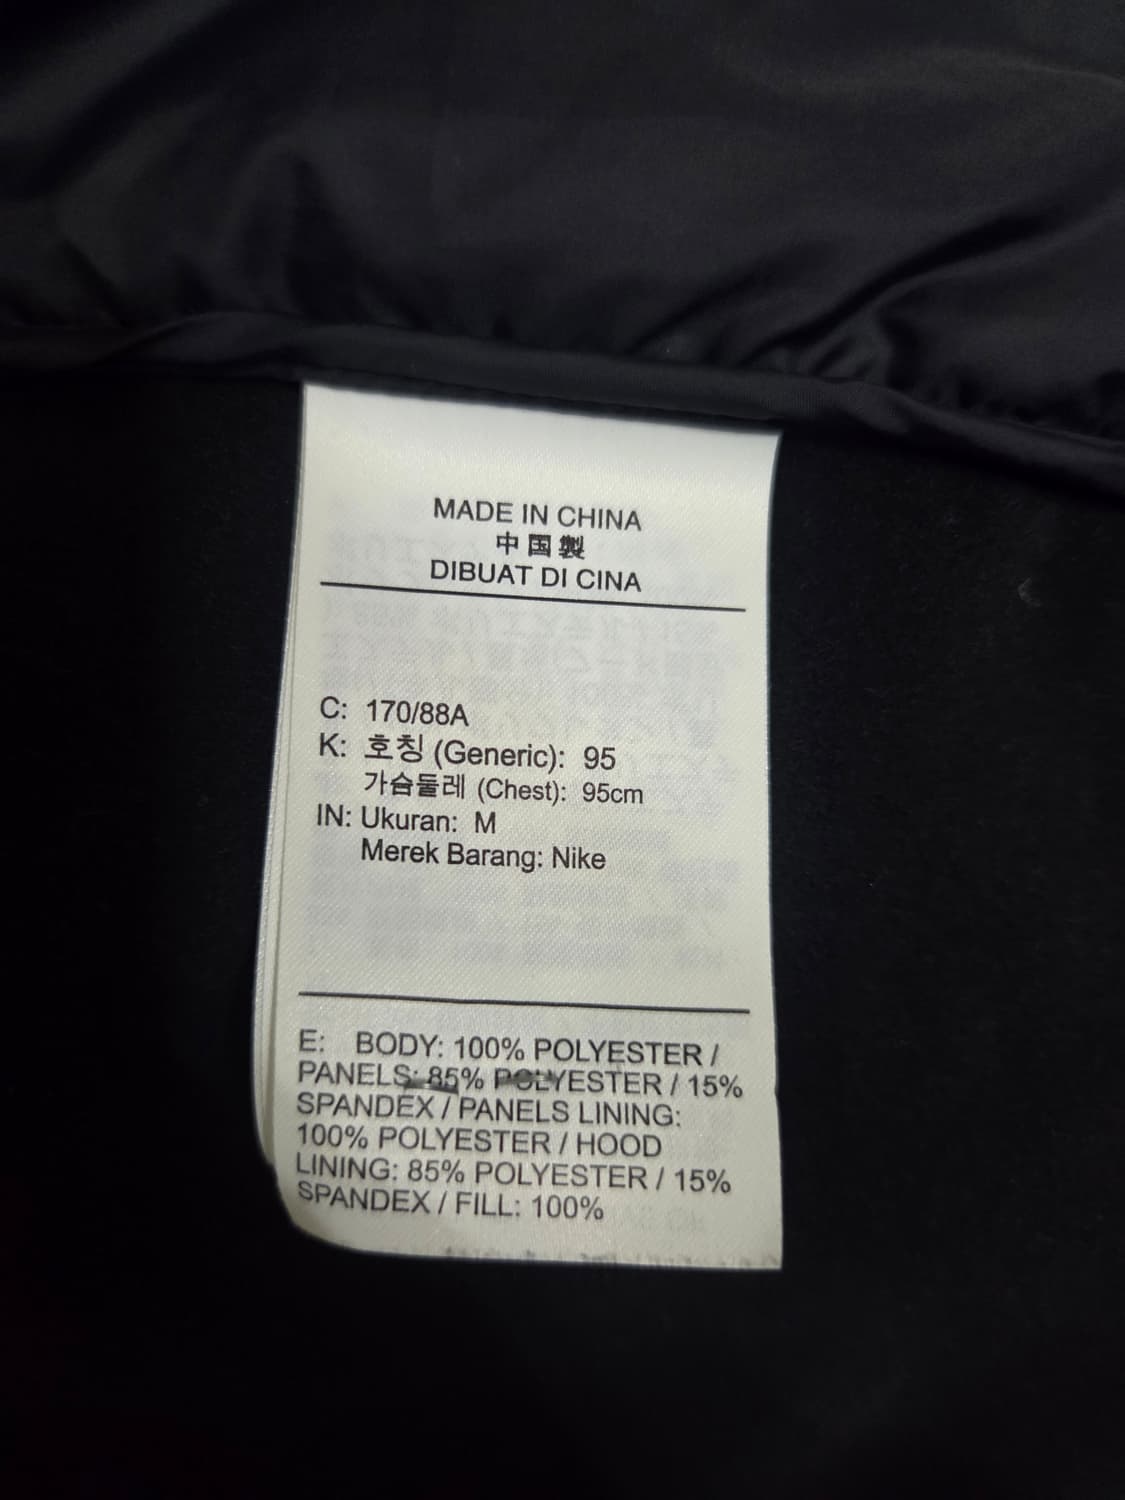 MADE IN CHINA
中国製
DIBUAT DI CINA
C: 170/88A
K: 호칭 (Generic): 95
가슴둘레 (Chest): 95cm
IN: Ukuran: M
Merek Barang: Nike
E: BODY: 100% POLYESTER /
PANELS: 85% POLYESTER / 15%
SPANDEX / PANELS LINING:
100% POLYESTER / HOOD
LINING: 85% POLYESTER / 15%
SPANDEX / FILL: 100%